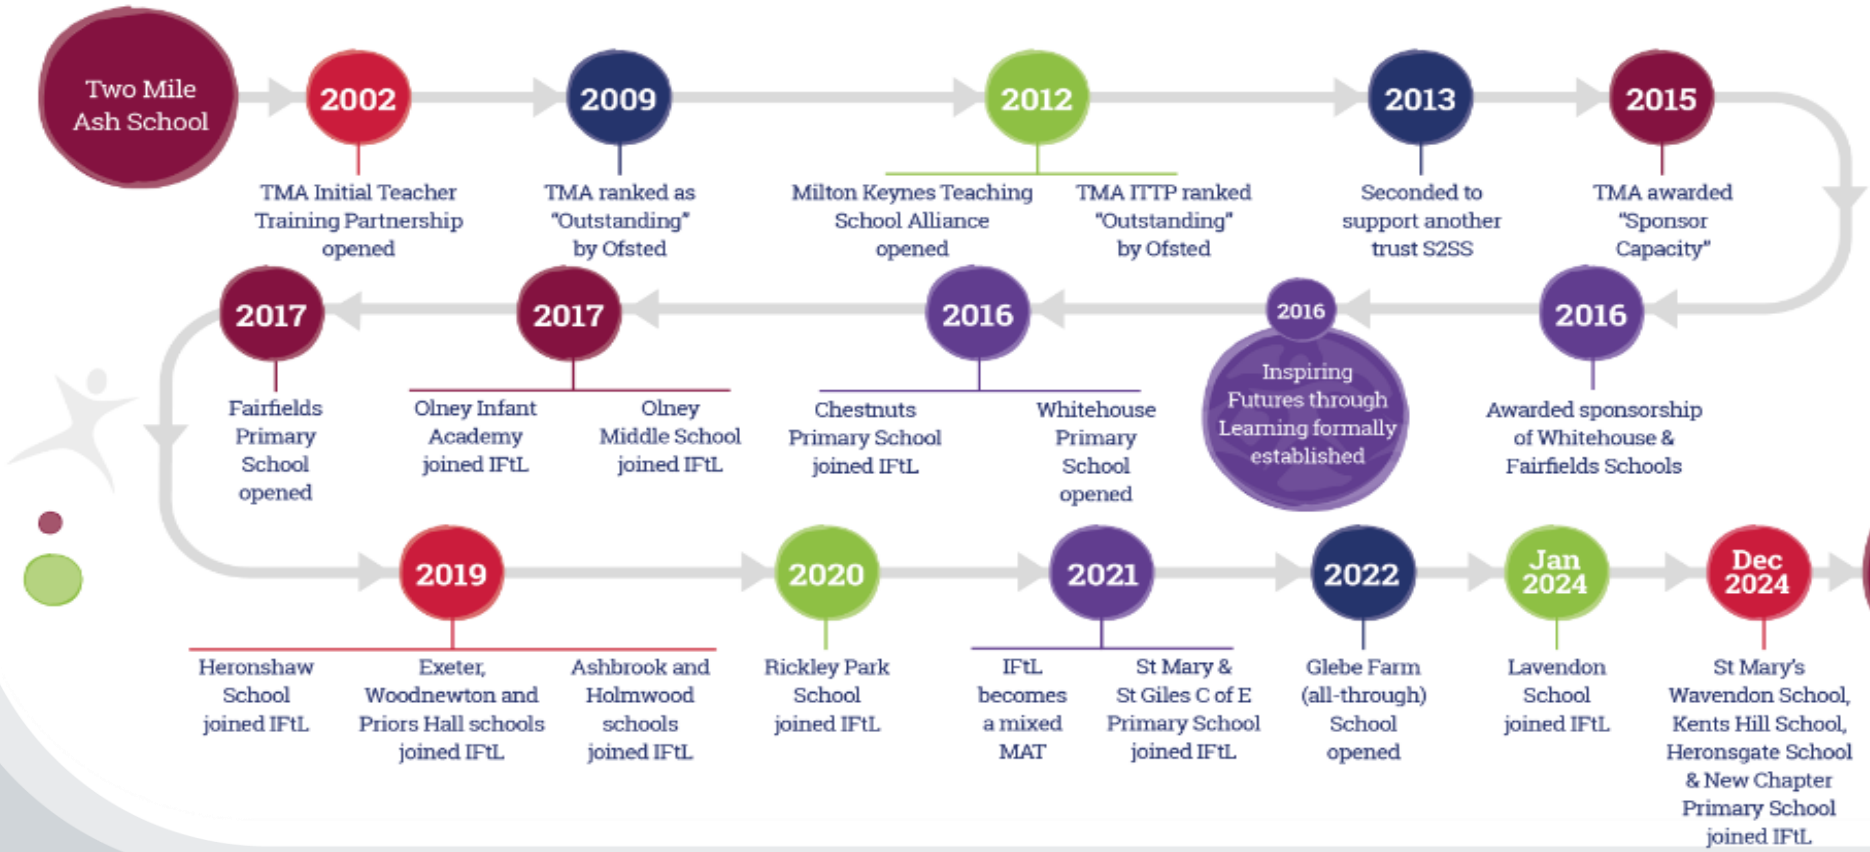 Two Mile
Ash School
2002
TMA Initial Teacher
Training Partnership
opened
2009
TMA ranked as
"Outstanding"
by Ofsted
2012
Milton Keynes Teaching
School Alliance
opened
TMA ITTP ranked
"Outstanding"
by Ofsted
2013
Seconded to
support another
trust S2SS
2015
TMA awarded
"Sponsor
Capacity"
2016
Awarded sponsorship
of Whitehouse &
Fairfields Schools
2016
Inspiring
Futures through
Learning formally
established
2016
Chestnuts
Primary School
joined IFtL
Whitehouse
Primary
School
opened
2017
Olney Infant
Academy
joined IFtL
Olney
Middle School
joined IFtL
2017
Fairfields
Primary
School
opened
2019
Heronshaw
School
joined IFtL
Exeter,
Woodnewton and
Priors Hall schools
joined IFtL
Ashbrook and
Holmwood
schools
joined IFtL
2020
Rickley Park
School
joined IFtL
2021
IFtL
becomes
a mixed
MAT
St Mary &
St Giles C of E
Primary School
joined IFtL
2022
Glebe Farm
(all-through)
School
opened
Jan
2024
Lavendon
School
joined IFtL
Dec
2024
St Mary's
Wavendon School,
Kents Hill School,
Heronsgate School
& New Chapter
Primary School
joined IFtL